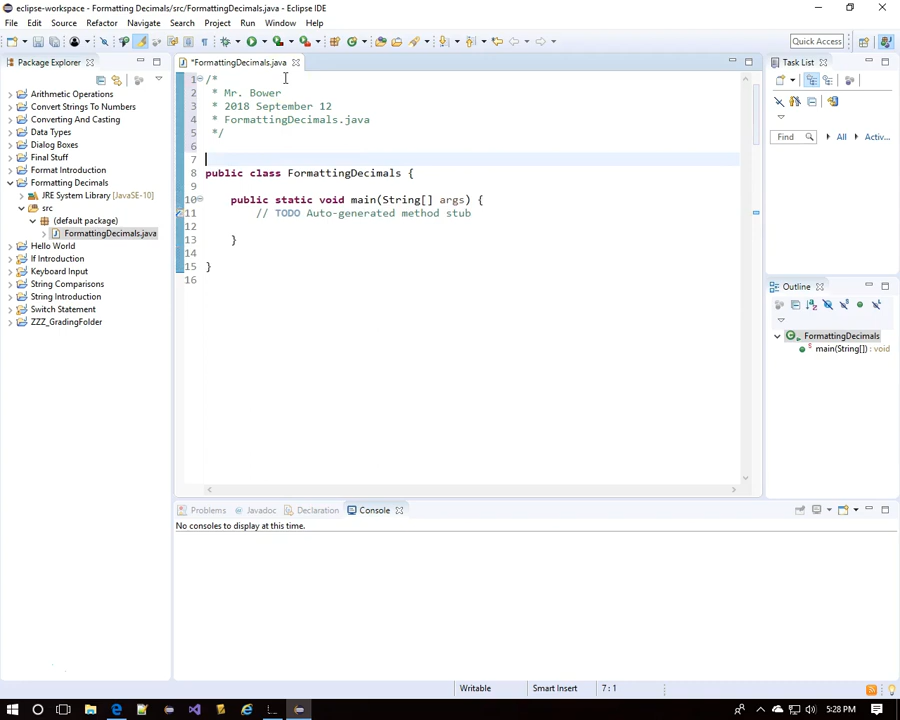 eclipse-workspace - Formatting Decimals/src/FormattingDecimals.java - Eclipse IDE
File Edit Source Refactor Navigate Search Project Run Window Help
Quick Access
Package Explorer
*FormattingDecimals.java
Task List
Arithmetic Operations
Convert Strings To Numbers
Converting And Casting
Data Types
Dialog Boxes
Final Stuff
Format Introduction
Formatting Decimals
JRE System Library [JavaSE-10]
src
(default package)
FormattingDecimals.java
Hello World
If Introduction
Keyboard Input
String Comparisons
String Introduction
Switch Statement
ZZZ_GradingFolder
1 /*
2 * Mr. Bower
3 * 2018 September 12
4 * FormattingDecimals.java
5 */
6
7
8 public class FormattingDecimals {
9
10 public static void main(String[] args) {
11 // TODO Auto-generated method stub
12
13 }
14
15 }
16
Find All Activ...
Outline
FormattingDecimals
main(String[]) : void
Problems Javadoc Declaration Console
No consoles to display at this time.
Writable Smart Insert 7 : 1
5:28 PM